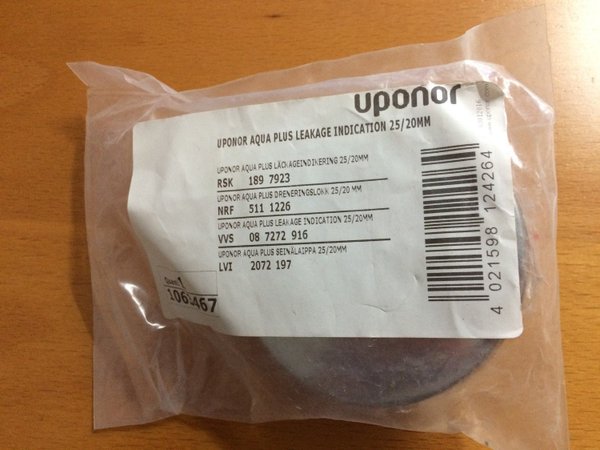 uponor
UPONOR AQUA PLUS LEAKAGE INDICATION 25/20MM
UPONOR AQUA PLUS LÄCKAGEINDIKERING 25/20MM
RSK 189 7923
UPONOR AQUA PLUS DRENERINGSLOKK 25/20 MM
NRF 511 1226
UPONOR AQUA PLUS LEAKAGE INDICATION 25/20MM
VVS 08 7272 916
UPONOR AQUA PLUS SEINÄLAIPPA 25/20MM
LVI 2072 197
1
4 021598 124264